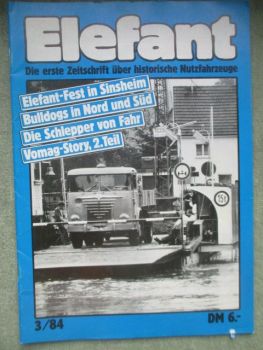 Elefant
Die erste Zeitschrift über historische Nutzfahrzeuge
Elefant-Fest in Sinsheim
Bulldogs in Nord und Süd
Die Schlepper von Fahr
Vomag-Story, 2.Teil
15t
3/84
DM 6.-